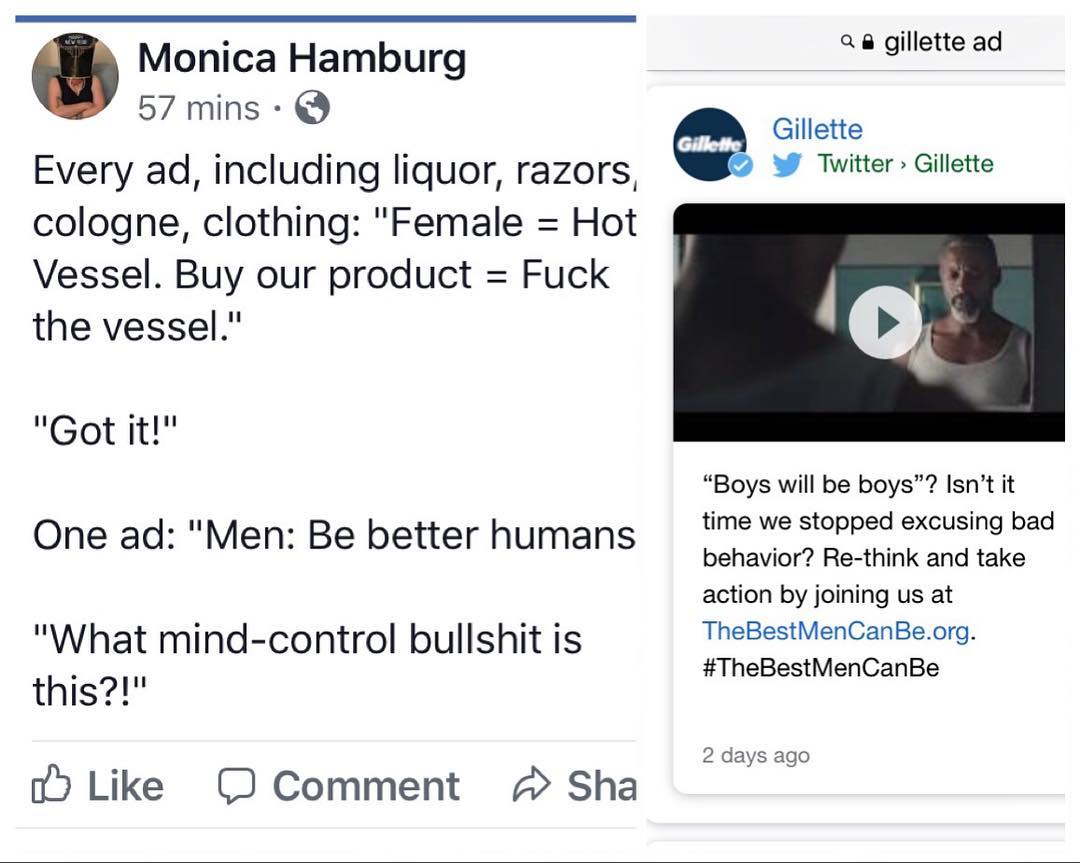 Monica Hamburg
57 mins ·
Every ad, including liquor, razors,
cologne, clothing: "Female = Hot
Vessel. Buy our product = Fuck
the vessel."
"Got it!"
One ad: "Men: Be better humans
"What mind-control bullshit is
this?!"
Like Comment Sha
gillette ad
Gillette
Gillette
Twitter › Gillette
“Boys will be boys”? Isn’t it
time we stopped excusing bad
behavior? Re-think and take
action by joining us at
TheBestMenCanBe.org.
#TheBestMenCanBe
2 days ago